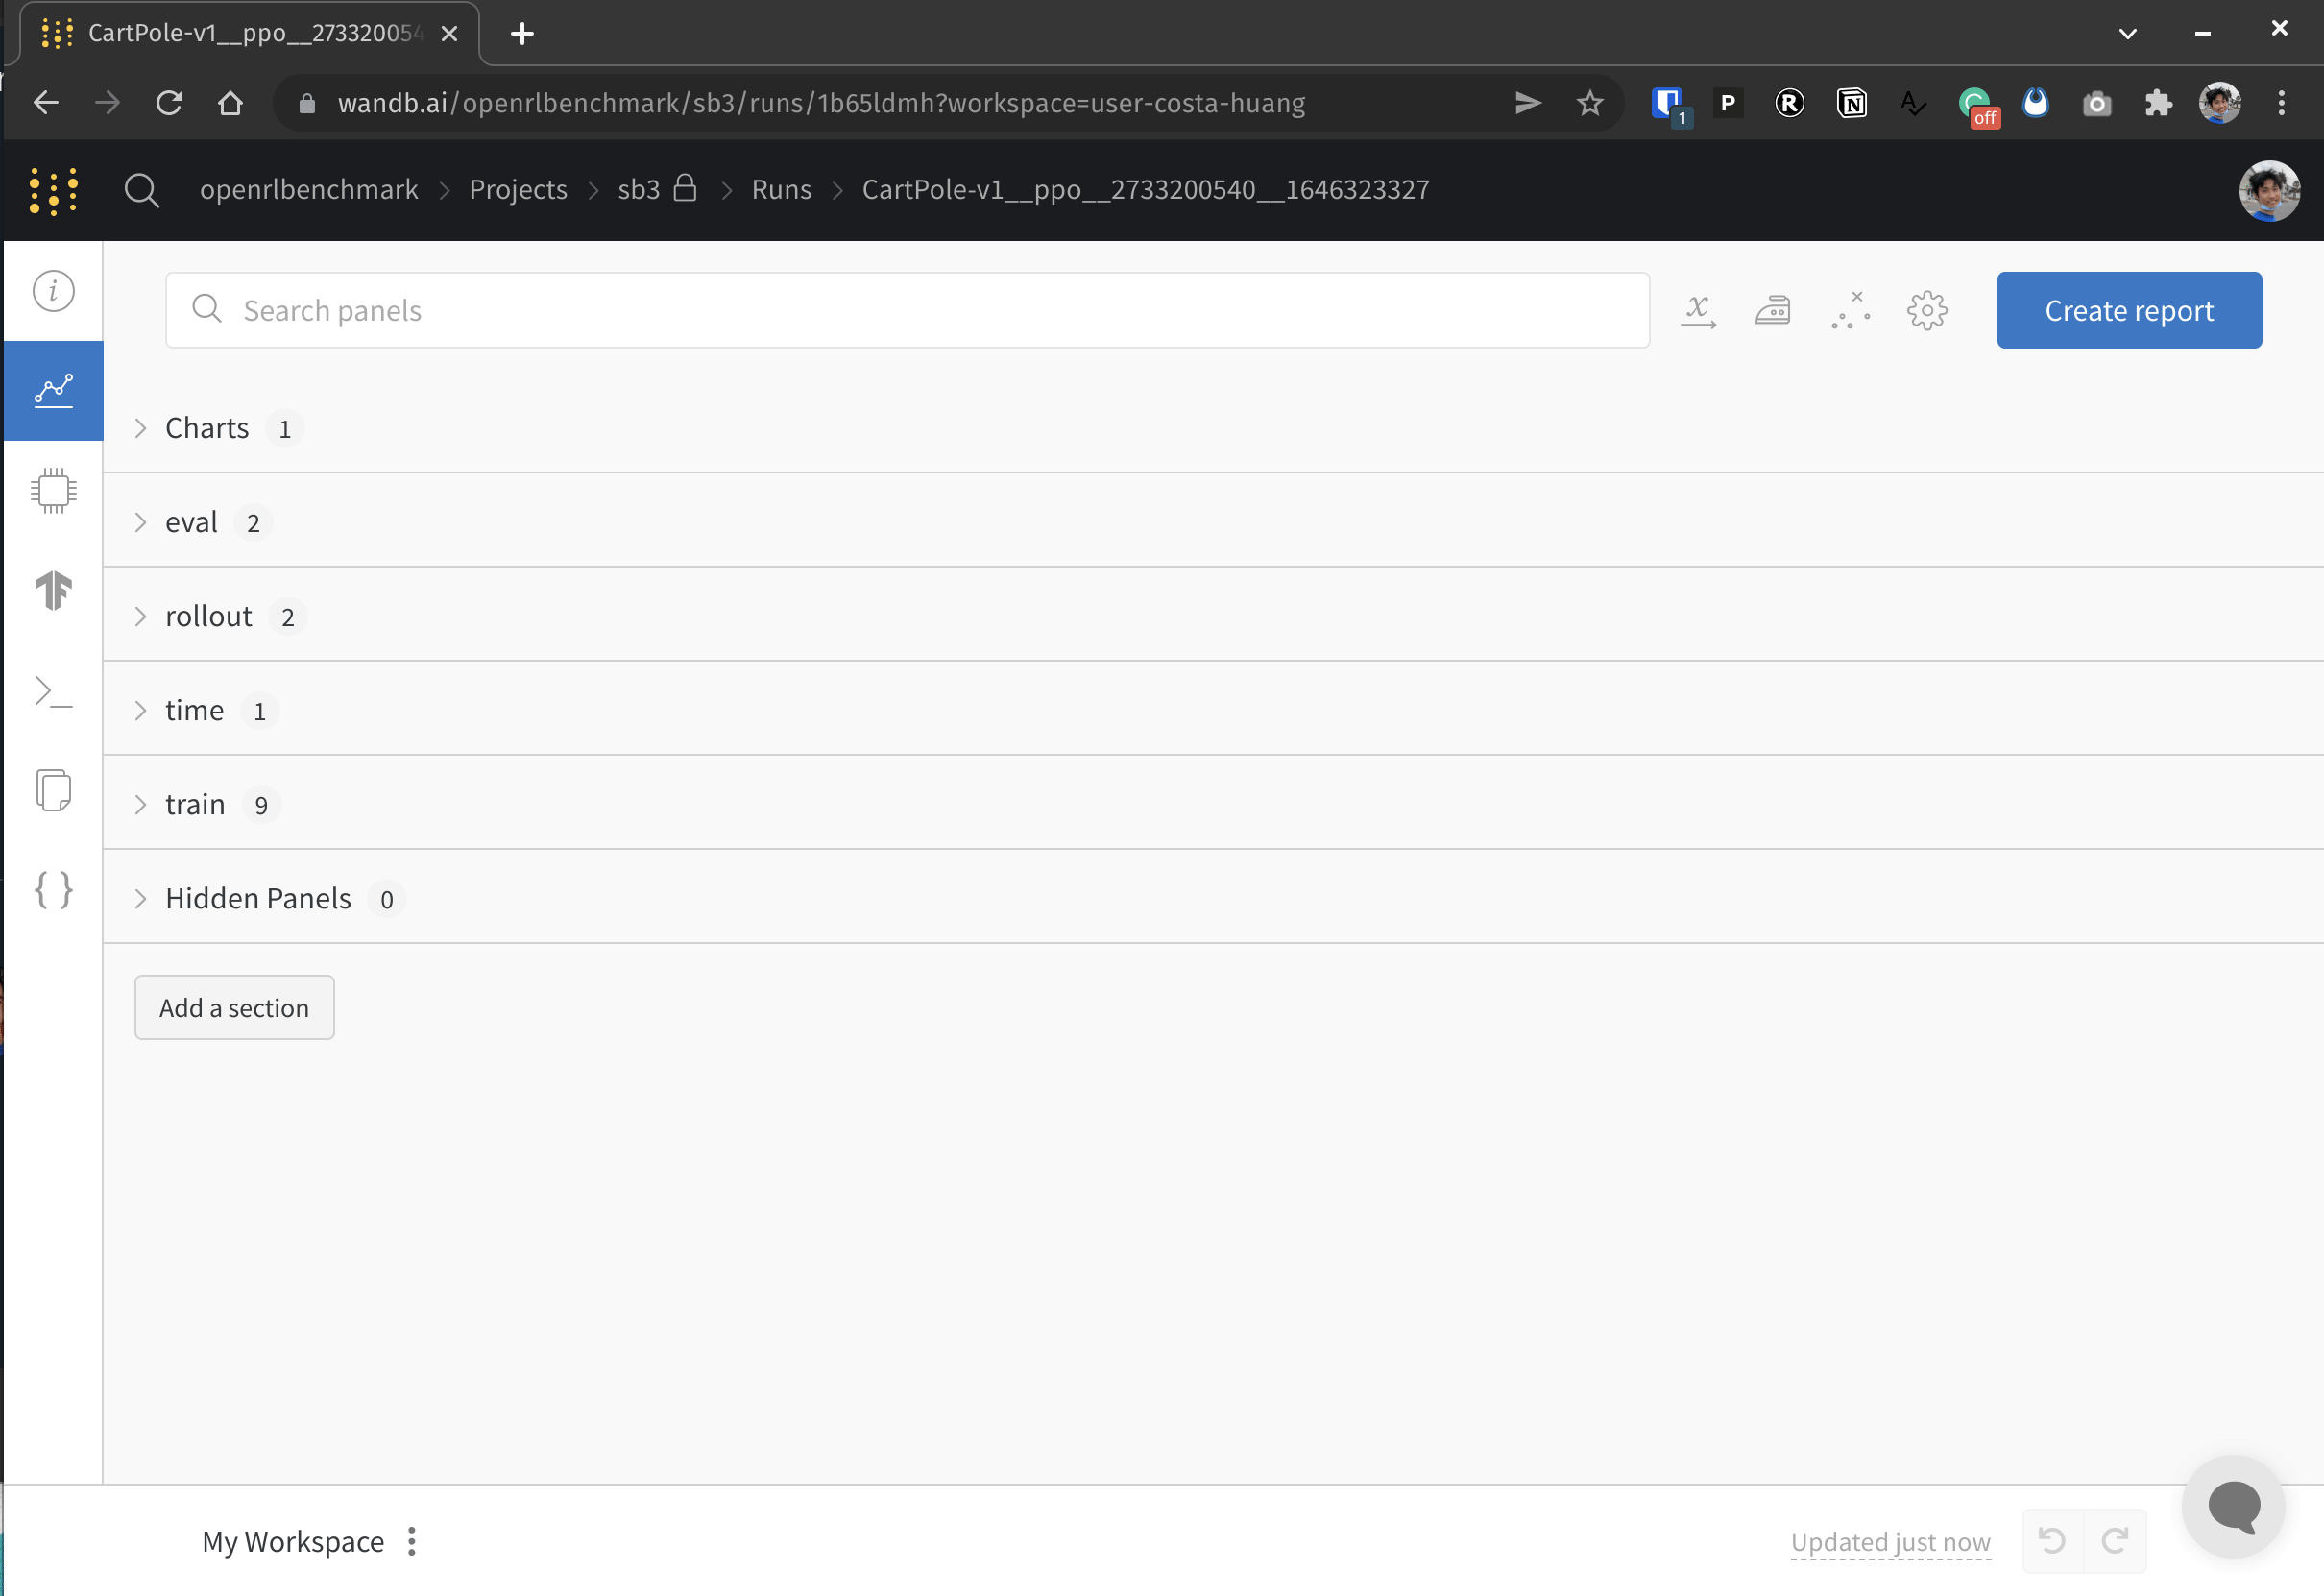 CartPole-v1__ppo__273320054
wandb.ai/openrlbenchmark/sb3/runs/1b65ldmh?workspace=user-costa-huang
1
P
R
N
A
off
openrlbenchmark > Projects > sb3 > Runs > CartPole-v1__ppo__2733200540__1646323327
i
Search panels
x
Create report
Charts 1
eval 2
rollout 2
time 1
train 9
Hidden Panels 0
Add a section
My Workspace
Updated just now